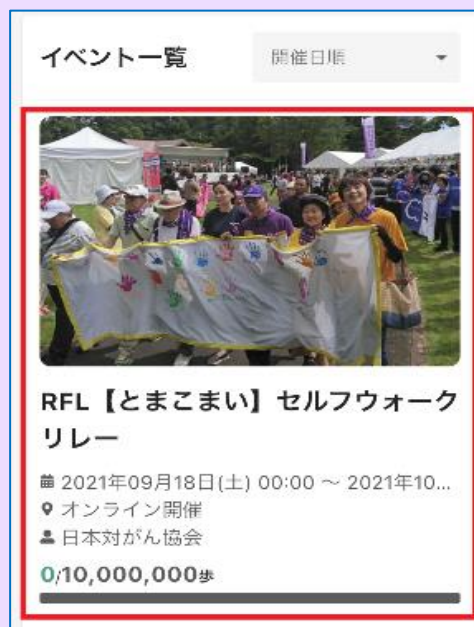 イベント一覧
開催日順
RFL【とまこまい】セルフウォーク
リレー
2021年09月18日(土) 00:00 ～ 2021年10...
オンライン開催
日本対がん協会
0/10,000,000歩